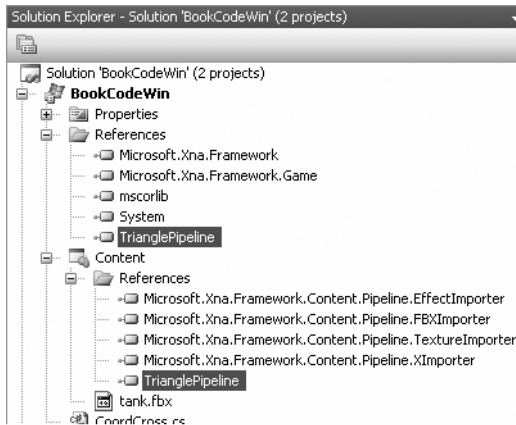 Solution Explorer - Solution 'BookCodeWin' (2 projects)
Solution 'BookCodeWin' (2 projects)
BookCodeWin
Properties
References
Microsoft.Xna.Framework
Microsoft.Xna.Framework.Game
mscorlib
System
TrianglePipeline
Content
References
Microsoft.Xna.Framework.Content.Pipeline.EffectImporter
Microsoft.Xna.Framework.Content.Pipeline.FBXImporter
Microsoft.Xna.Framework.Content.Pipeline.TextureImporter
Microsoft.Xna.Framework.Content.Pipeline.XImporter
TrianglePipeline
tank.fbx
CoordCross.cs